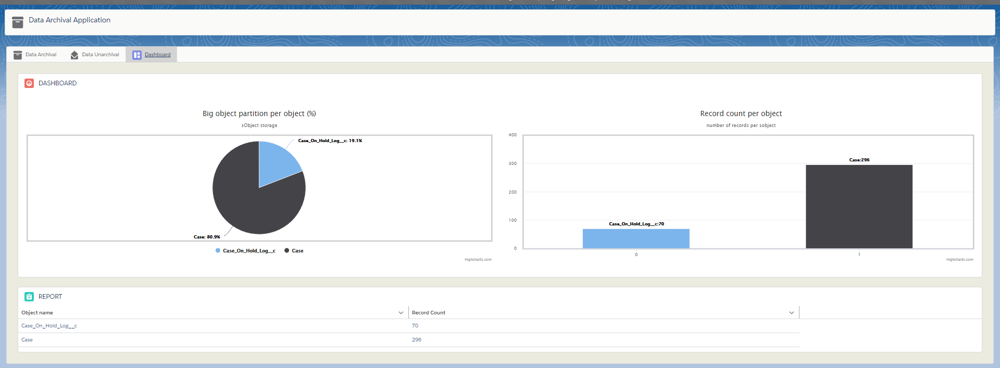 Data Archival Application
Data Archival
Data Unarchival
Dashboard
DASHBOARD
Big object partition per object (%)
sObject storage
Case_On_Hold_Log__c: 19.1%
Case: 80.9%
Case_On_Hold_Log__c
Case
Highcharts.com
Record count per object
number of records per sobject
400
300
200
100
0
Case_On_Hold_Log__c:70
Case:296
0
1
Highcharts.com
REPORT
Object name Record Count
Case_On_Hold_Log__c 70
Case 296